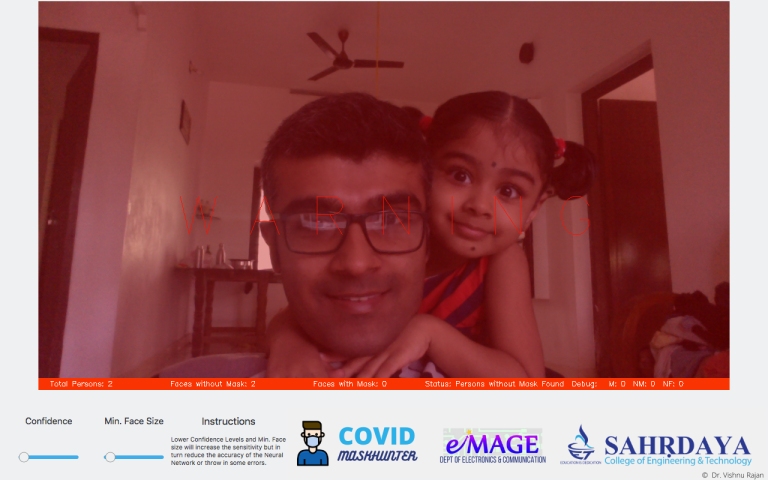 WARNING
Total Persons: 2 Faces without Mask: 2 Faces with Mask: 0 Status: Persons without Mask Found Debug: M: 0 NM: 0 NF: 0
Confidence Min. Face Size Instructions
Lower Confidence Levels and Min. Face
size will increase the sensitivity but in
turn reduce the accuracy of the Neural
Network or throw in some errors.
COVID
MASKHUNTER
e/MAGE
DEPT OF ELECTRONICS & COMMUNICATION
SAHRDAYA
College of Engineering & Technology
© Dr. Vishnu Rajan